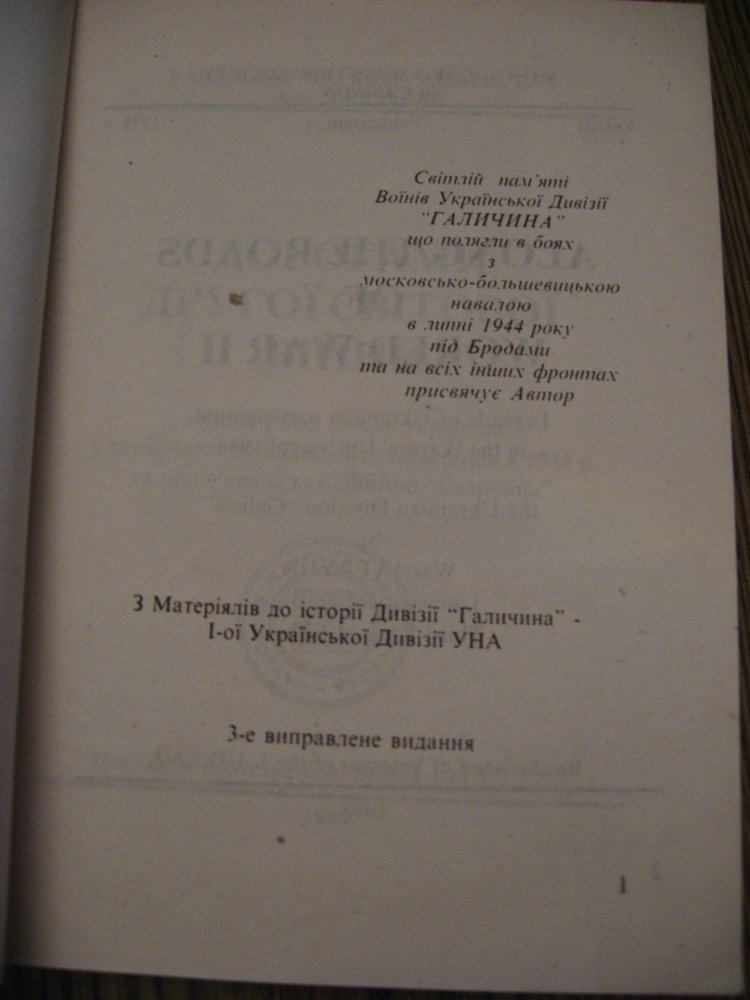 Світлій пам'яті
Воїнів Української Дивізії
"ГАЛИЧИНА"
що полягли в боях
з
московсько-большевицькою
навалою
в липні 1944 року
під Бродами
та на всіх інших фронтах
присвячує Автор
З Матеріялів до історії Дивізії "Галичина" -
І-ої Української Дивізії УНА
3-е виправлене видання
1